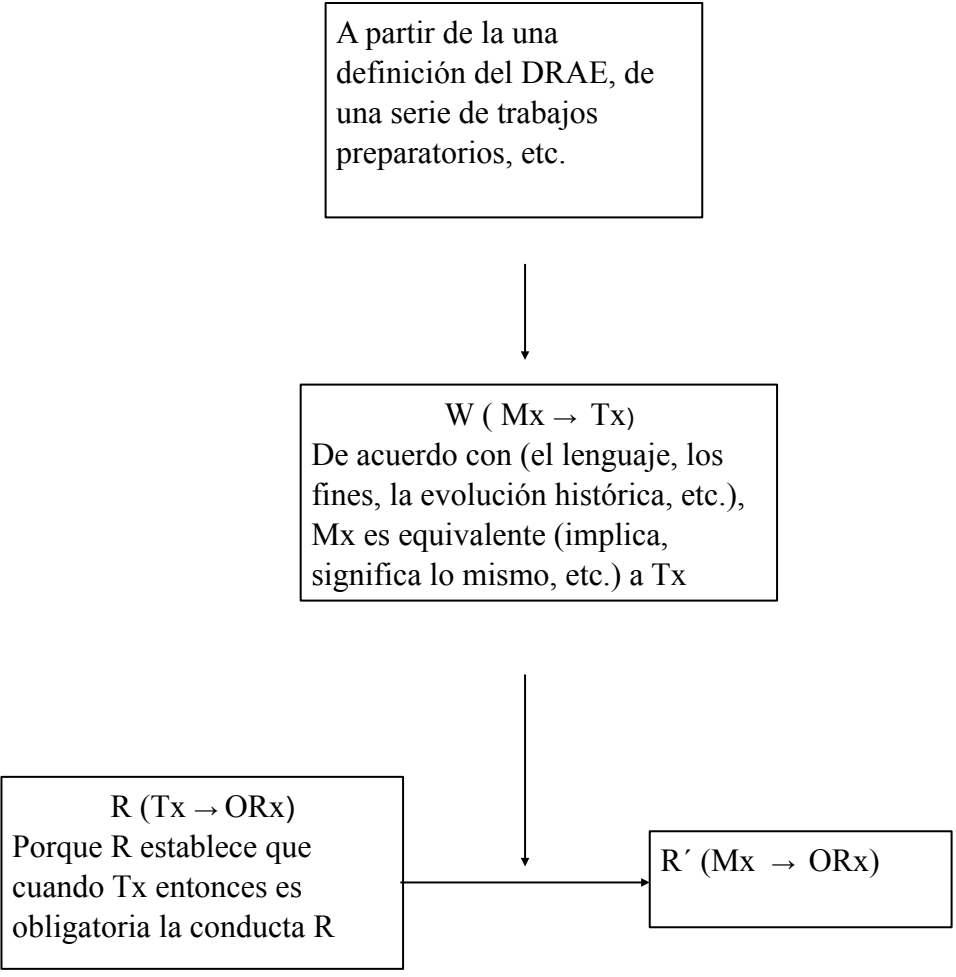 A partir de la una
definición del DRAE, de
una serie de trabajos
preparatorios, etc.
W ( Mx → Tx)
De acuerdo con (el lenguaje, los
fines, la evolución histórica, etc.),
Mx es equivalente (implica,
significa lo mismo, etc.) a Tx
R (Tx → ORx)
Porque R establece que
cuando Tx entonces es
obligatoria la conducta R
R´ (Mx → ORx)